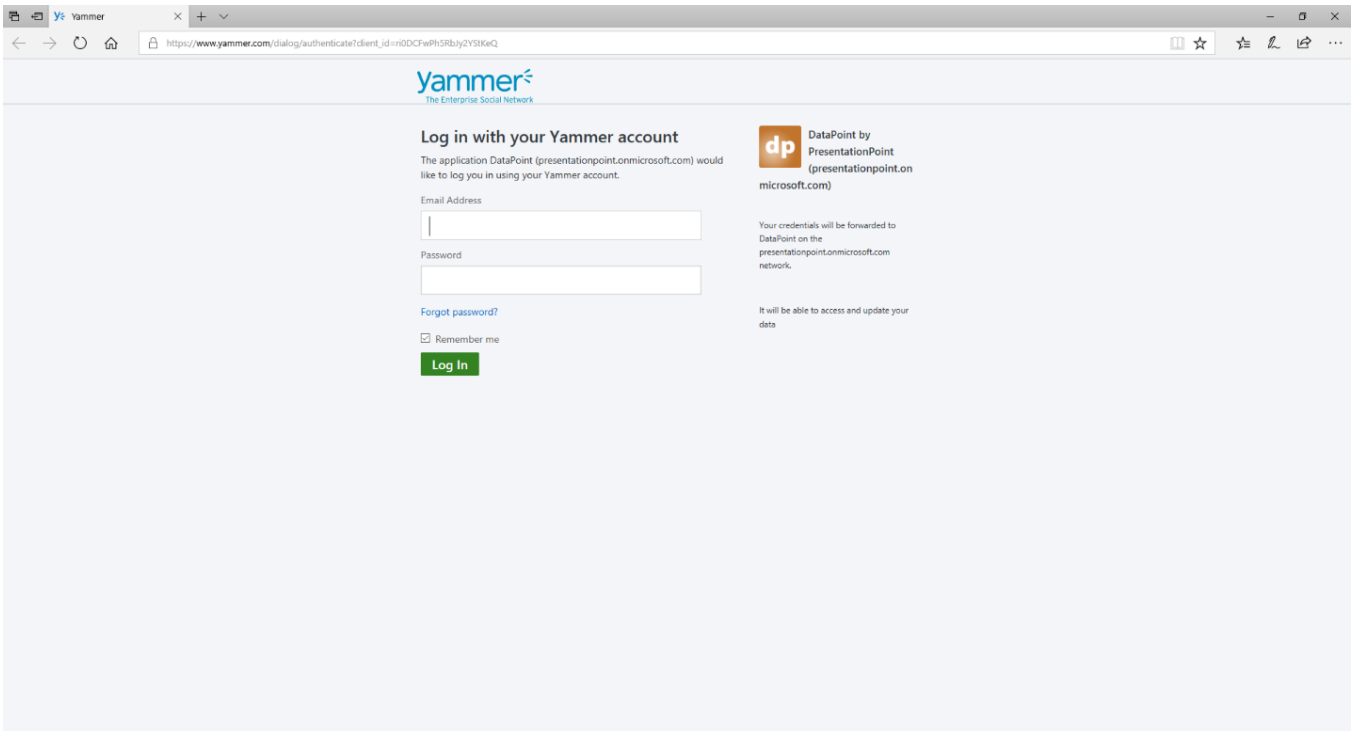 Yammer
https://www.yammer.com/dialog/authenticate?client_id=ri0DCFwPh5RbJy2YStKeQ
yammer
The Enterprise Social Network
Log in with your Yammer account
The application DataPoint (presentationpoint.onmicrosoft.com) would
like to log you in using your Yammer account.
Email Address
Password
Forgot password?
Remember me
Log In
dp
DataPoint by
PresentationPoint
(presentationpoint.on
microsoft.com)
Your credentials will be forwarded to
DataPoint on the
presentationpoint.onmicrosoft.com
network.
It will be able to access and update your
data